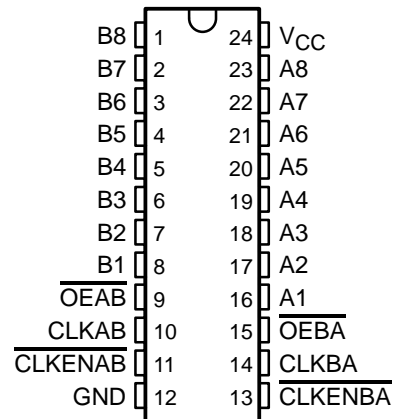 B8 1 24 VCC
B7 2 23 A8
B6 3 22 A7
B5 4 21 A6
B4 5 20 A5
B3 6 19 A4
B2 7 18 A3
B1 8 17 A2
OEAB 9 16 A1
CLKAB 10 15 OEBA
CLKENAB 11 14 CLKBA
GND 12 13 CLKENBA